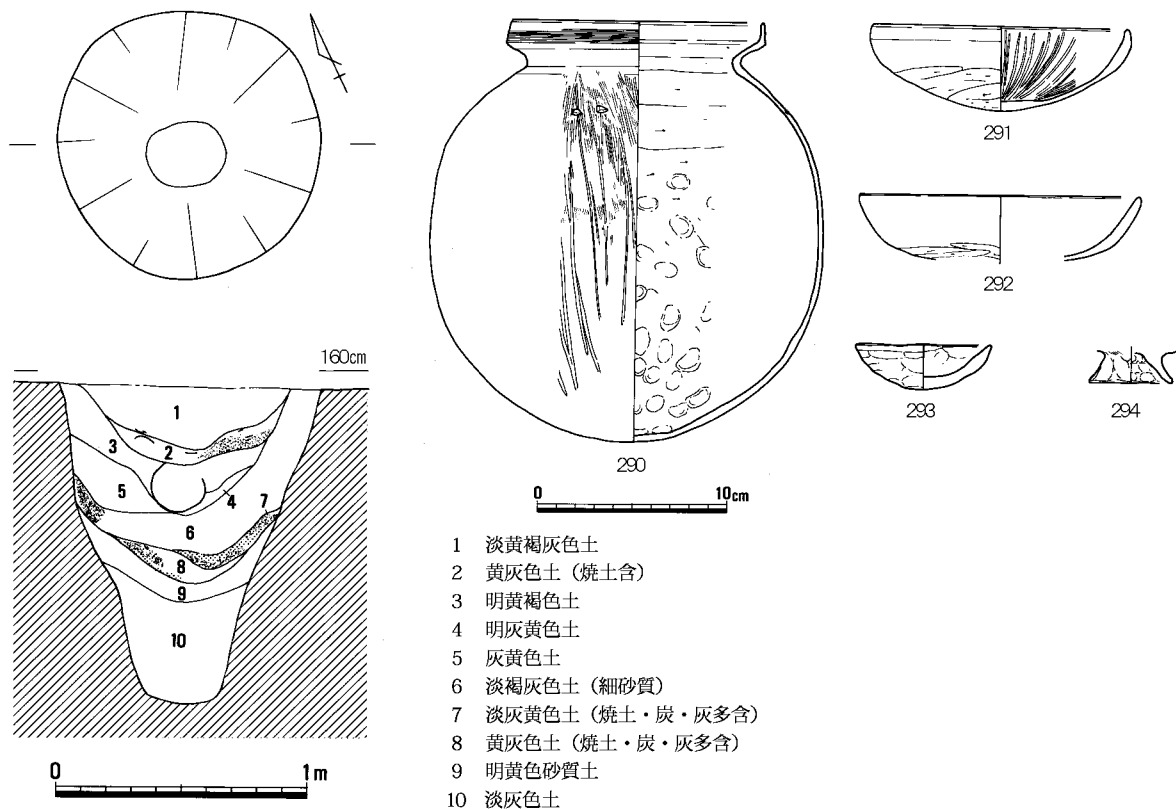 160cm
1
2
3
4
5
6
7
8
9
10
0 1m
290
291
292
293
294
0 10cm
1 淡黄褐灰色土
2 黄灰色土（焼土含）
3 明黄褐色土
4 明灰黄色土
5 灰黄色土
6 淡褐灰色土（細砂質）
7 淡灰黄色土（焼土・炭・灰多含）
8 黄灰色土（焼土・炭・灰多含）
9 明黄色砂質土
10 淡灰色土